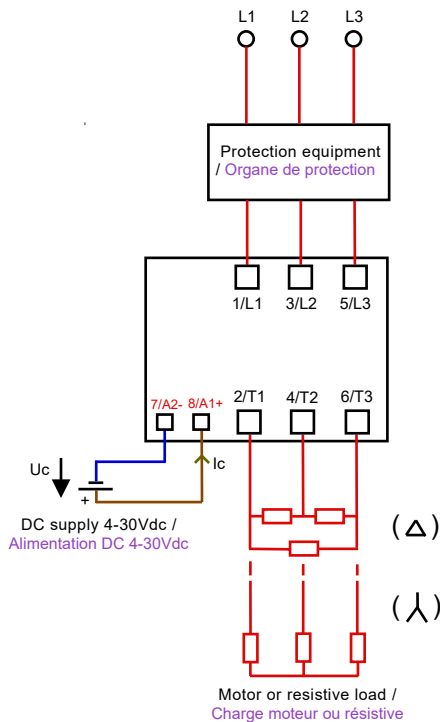 L1 L2 L3
Protection equipment
/ Organe de protection
1/L1 3/L2 5/L3
7/A2- 8/A1+ 2/T1 4/T2 6/T3
Uc
Ic
+
DC supply 4-30Vdc /
Alimentation DC 4-30Vdc
(Δ)
(⅄)
Motor or resistive load /
Charge moteur ou résistive